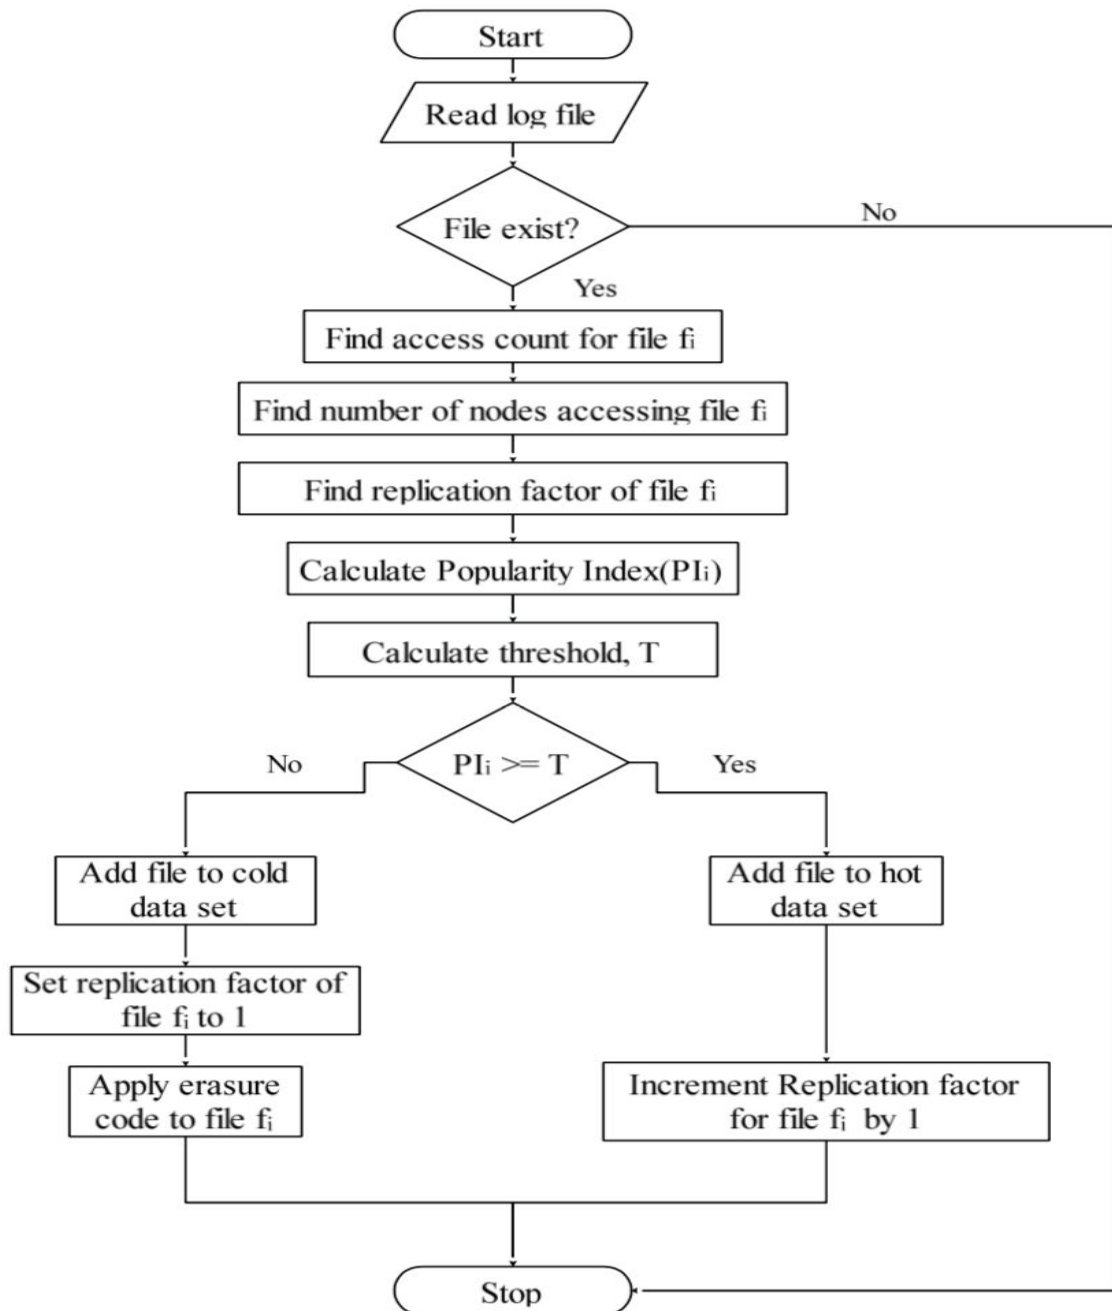 Start
Read log file
File exist?
No
Yes
Find access count for file fi
Find number of nodes accessing file fi
Find replication factor of file fi
Calculate Popularity Index(PIi)
Calculate threshold, T
PIi >= T
No
Yes
Add file to cold
data set
Add file to hot
data set
Set replication factor of
file fi to 1
Apply erasure
code to file fi
Increment Replication factor
for file fi by 1
Stop